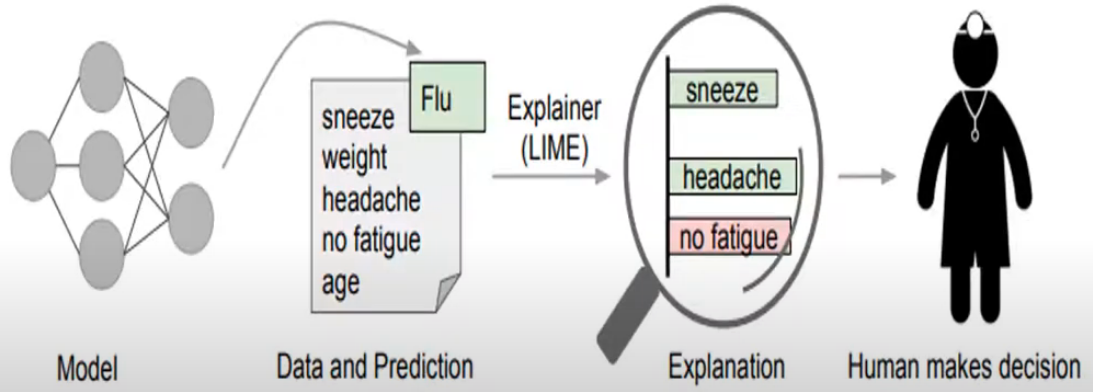 Flu
sneeze
weight
headache
no fatigue
age
Explainer
(LIME)
sneeze
headache
no fatigue
Model
Data and Prediction
Explanation
Human makes decision